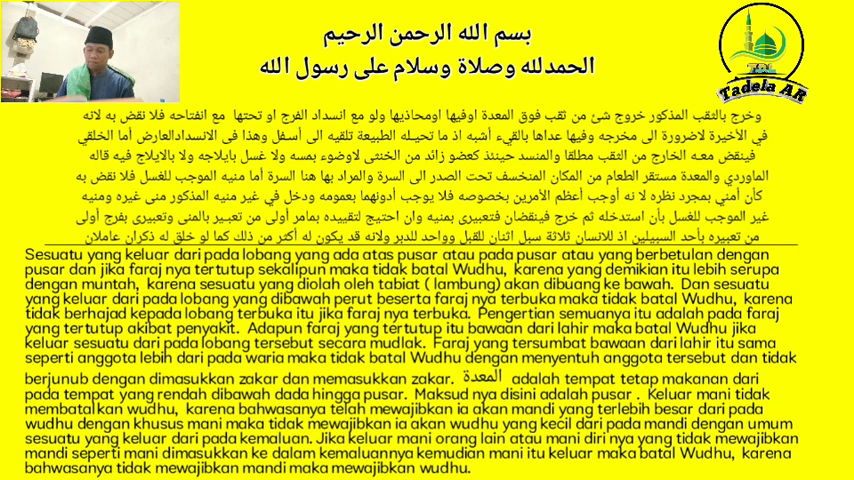 بسم الله الرحمن الرحيم
الحمدلله وصلاة وسلام على رسول الله
TDL
Tadela AR
وخرج بالثقب المذكور خروج شئ من ثقب فوق المعدة اوفيها اومحاذيها ولو مع انسداد الفرج او تحتها مع انفتاحه فلا نقض به لانه
في الأخيرة لاضرورة الى مخرجه وفيها عداها بالقيء أشبه اذ ما تحيـله الطبيعة تلقيه الى أسـفل وهذا فى الانسدادالعارض أما الخلقي
فينقض معـه الخارج من الثقب مطلقا والمنسد حينئذ كعضو زائد من الخنثى لاوضوء بمسه ولا غسل بايلاجه ولا بالايلاج فيه قاله
الماوردي والمعدة مستقر الطعام من المكان المنخسف تحت الصدر الى السرة والمراد بها هنا السرة أما منيه الموجب للغسل فلا نقض به
كأن أمنى بمجرد نظره لا نه أوجب أعظم الأمرين بخصوصه فلا يوجب أدونهما بعمومه ودخل في غير منيه المذكور منى غيره ومنيه
غير الموجب للغسل بأن استدخله ثم خرج فينقضان فتعبيرى بمنيه وان احتيج لتقييده بمامر أولى من تعبـير بالمنى وتعبيرى بفرج أولى
من تعبيره بأحد السبيلين اذ للانسان ثلاثة سبل اثنان للقبل وواحد للدبر ولانه قد يكون له أكثر من ذلك كما لو خلق له ذكران عاملان
Sesuatu yang keluar dari pada lobang yang ada atas pusar atau pada pusar atau yang berbetulan dengan
pusar dan jika faraj nya tertutup sekalipun maka tidak batal Wudhu, karena yang demikian itu lebih serupa
dengan muntah, karena sesuatu yang diolah oleh tabiat ( lambung) akan dibuang ke bawah. Dan sesuatu
yang keluar dari pada lobang yang dibawah perut beserta faraj nya terbuka maka tidak batal Wudhu, karena
tidak berhajad kepada lobang terbuka itu jika faraj nya terbuka. Pengertian semuanya itu adalah pada faraj
yang tertutup akibat penyakit. Adapun faraj yang tertutup itu bawaan dari lahir maka batal Wudhu jika
keluar sesuatu dari pada lobang tersebut secara mudlak. Faraj yang tersumbat bawaan dari lahir itu sama
seperti anggota lebih dari pada waria maka tidak batal Wudhu dengan menyentuh anggota tersebut dan tidak
berjunub dengan dimasukkan zakar dan memasukkan zakar. المعدة adalah tempat tetap makanan dari
pada tempat yang rendah dibawah dada hingga pusar. Maksud nya disini adalah pusar . Keluar mani tidak
membatalkan wudhu, karena bahwasanya telah mewajibkan ia akan mandi yang terlebih besar dari pada
wudhu dengan khusus mani maka tidak mewajibkan ia akan wudhu yang kecil dari pada mandi dengan umum
sesuatu yang keluar dari pada kemaluan. Jika keluar mani orang lain atau mani diri nya yang tidak mewajibkan
mandi seperti mani dimasukkan ke dalam kemaluannya kemudian mani itu keluar maka batal Wudhu, karena
bahwasanya tidak mewajibkan mandi maka mewajibkan wudhu.